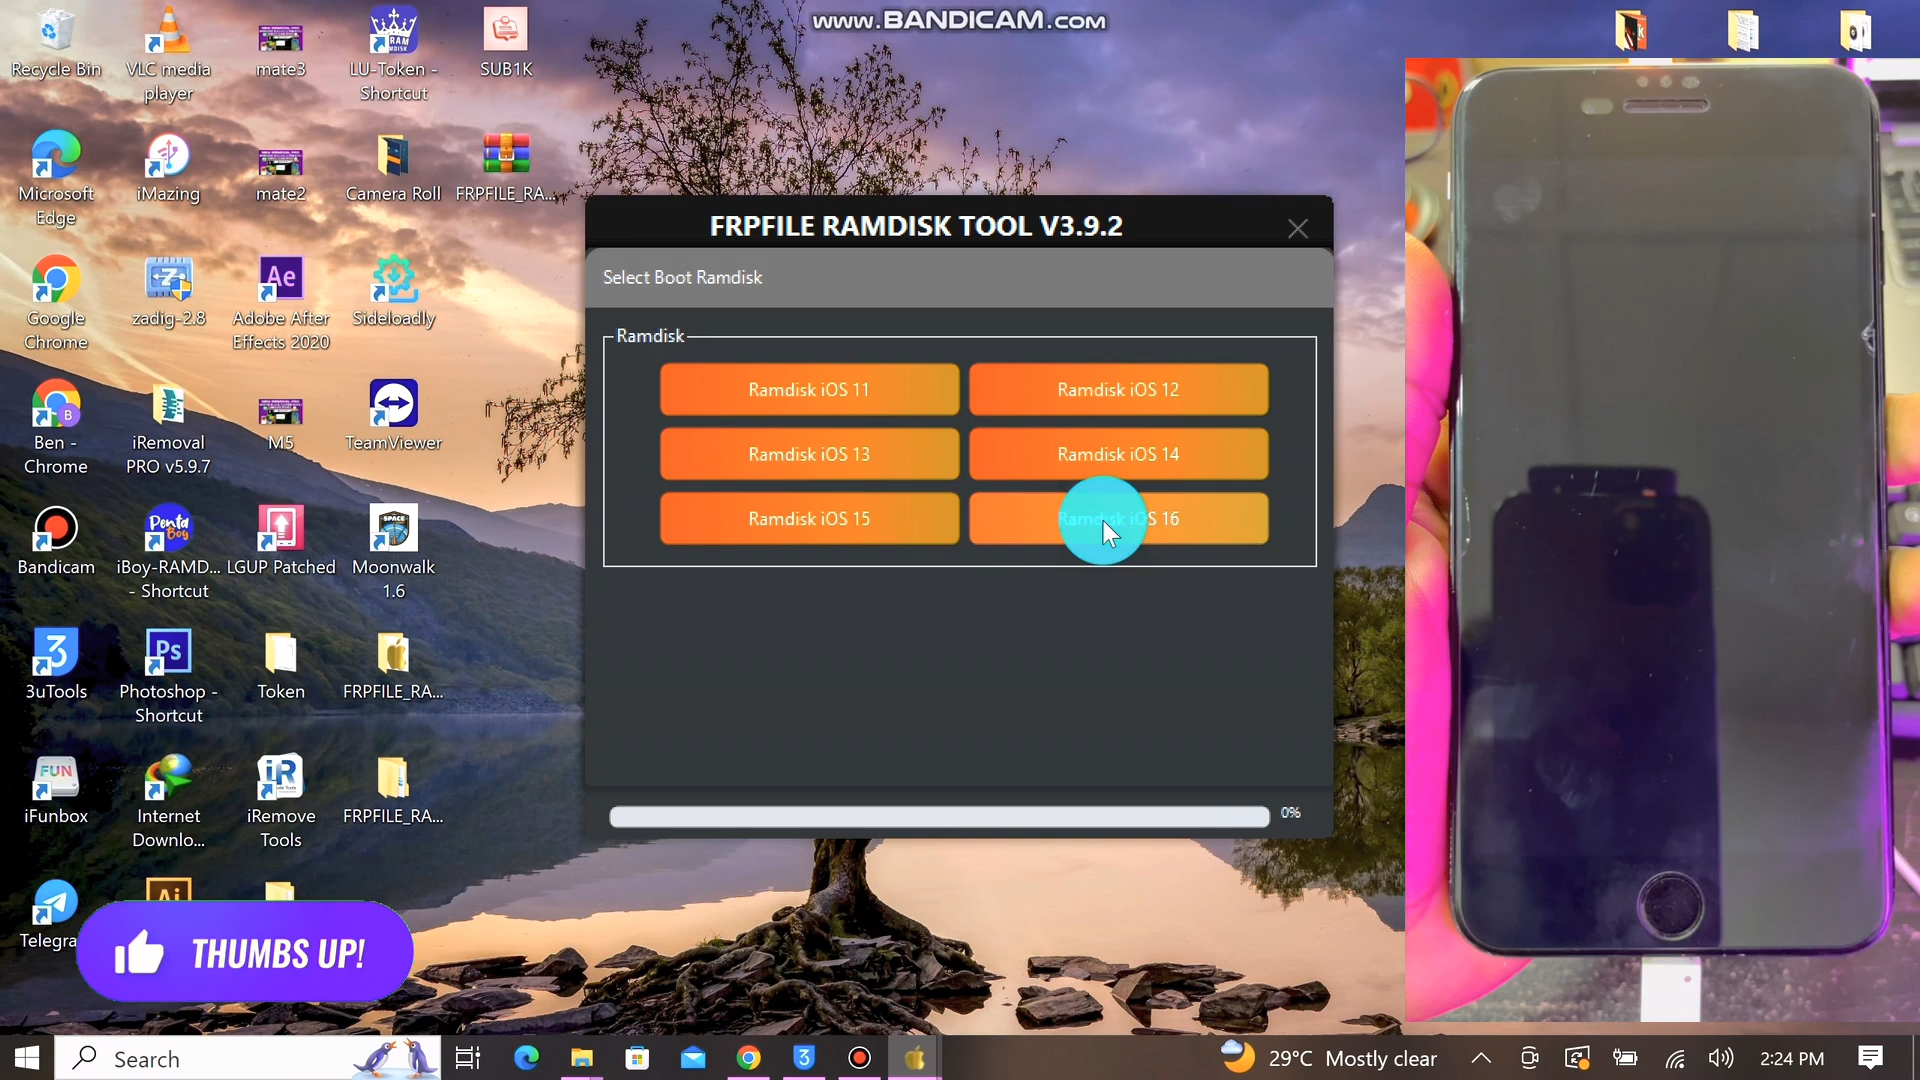 www.BANDICAM.com
Recycle Bin
VLC media
player
mate3
LU-Token -
Shortcut
SUB1K
Microsoft
Edge
iMazing
mate2
Camera Roll
FRPFILE_RA...
Google
Chrome
zadig-2.8
Adobe After
Effects 2020
Sideloadly
Ben -
Chrome
iRemoval
PRO v5.9.7
M5
TeamViewer
Bandicam
iBoy-RAMD...
- Shortcut
LGUP Patched
Moonwalk
1.6
3uTools
Photoshop -
Shortcut
Token
FRPFILE_RA...
iFunbox
Internet
Downlo...
iRemove
Tools
FRPFILE_RA...
Telegra
THUMBS UP!
FRPFILE RAMDISK TOOL V3.9.2
Select Boot Ramdisk
Ramdisk
Ramdisk iOS 11
Ramdisk iOS 12
Ramdisk iOS 13
Ramdisk iOS 14
Ramdisk iOS 15
Ramdisk iOS 16
0%
Search
29°C Mostly clear
2:24 PM